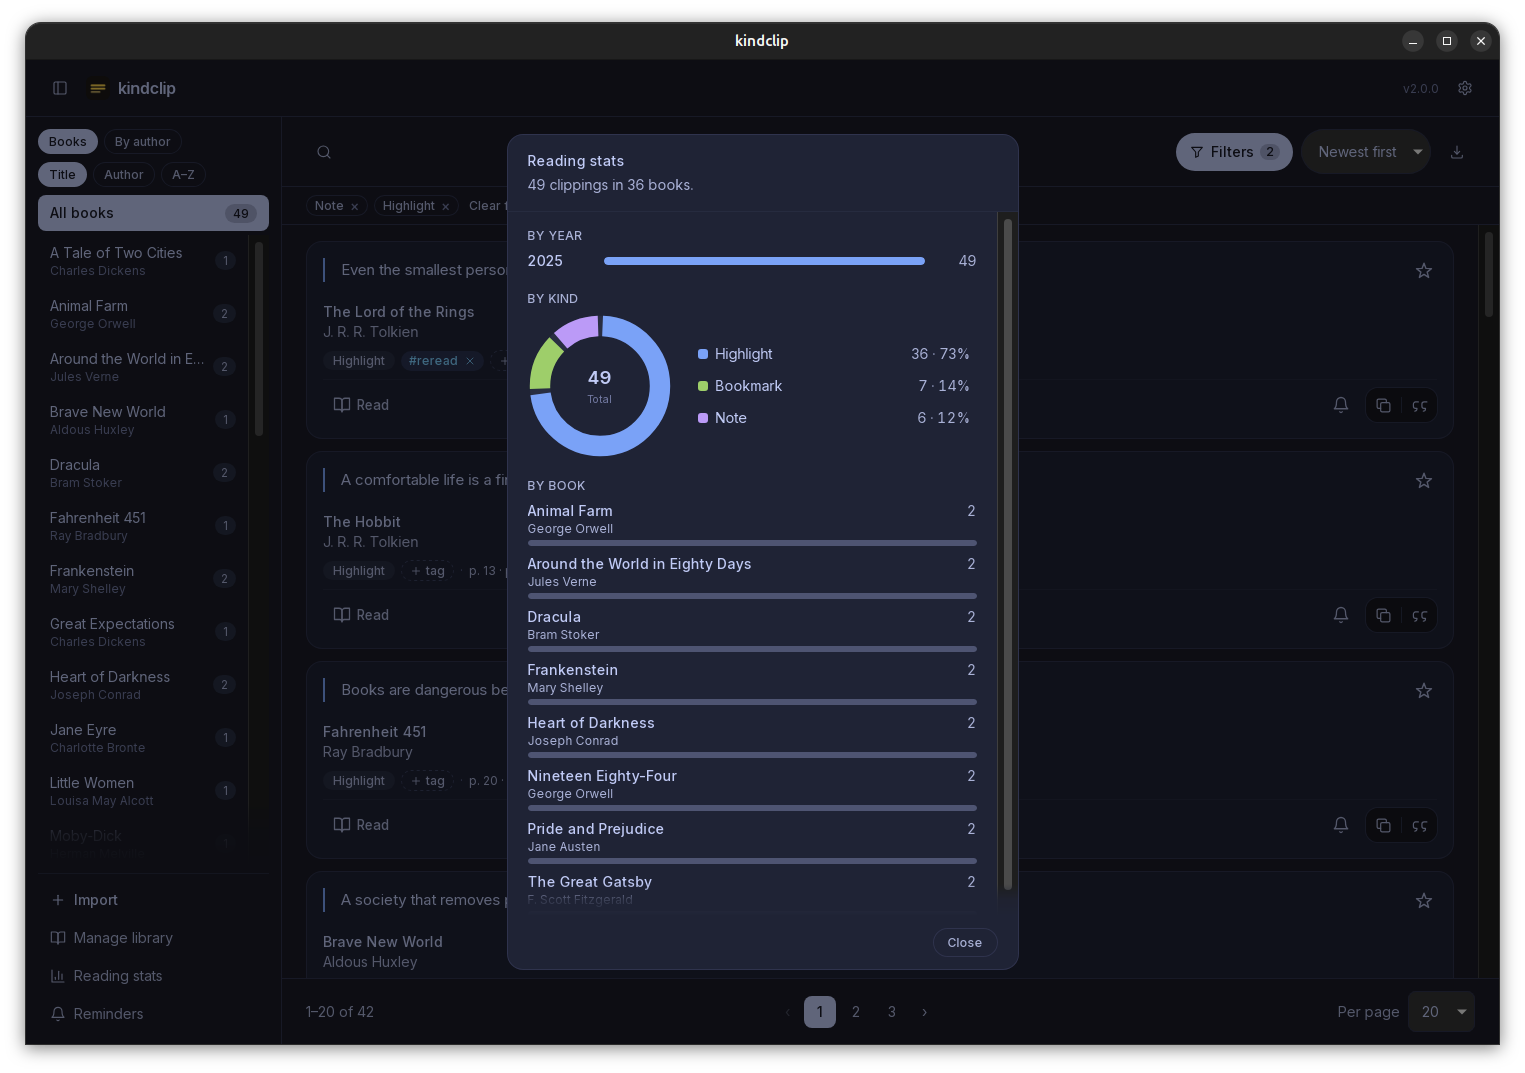 kindclip
kindclip
v2.0.0
Books
By author
Title
Author
A–Z
All books
49
A Tale of Two Cities
Charles Dickens
1
Animal Farm
George Orwell
2
Around the World in E...
Jules Verne
2
Brave New World
Aldous Huxley
1
Dracula
Bram Stoker
2
Fahrenheit 451
Ray Bradbury
1
Frankenstein
Mary Shelley
2
Great Expectations
Charles Dickens
1
Heart of Darkness
Joseph Conrad
2
Jane Eyre
Charlotte Bronte
1
Little Women
Louisa May Alcott
1
Moby-Dick
Import
Manage library
Reading stats
Reminders
Filters 2
Newest first
Note ×
Highlight ×
Clear
Even the smallest
The Lord of the Rings
J. R. R. Tolkien
Highlight
#reread ×
+
Read
A comfortable life is a
The Hobbit
J. R. R. Tolkien
Highlight
+ tag
· p. 13 ·
Read
Books are dangerous
Fahrenheit 451
Ray Bradbury
Highlight
+ tag
· p. 20 ·
Read
A society that removes
Brave New World
Aldous Huxley
Reading stats
49 clippings in 36 books.
BY YEAR
2025
49
BY KIND
49
Total
Highlight
36 · 73%
Bookmark
7 · 14%
Note
6 · 12%
BY BOOK
Animal Farm
2
George Orwell
Around the World in Eighty Days
2
Jules Verne
Dracula
2
Bram Stoker
Frankenstein
2
Mary Shelley
Heart of Darkness
2
Joseph Conrad
Nineteen Eighty-Four
2
George Orwell
Pride and Prejudice
2
Jane Austen
The Great Gatsby
2
F. Scott Fitzgerald
Close
1–20 of 42
‹
1
2
3
›
Per page
20